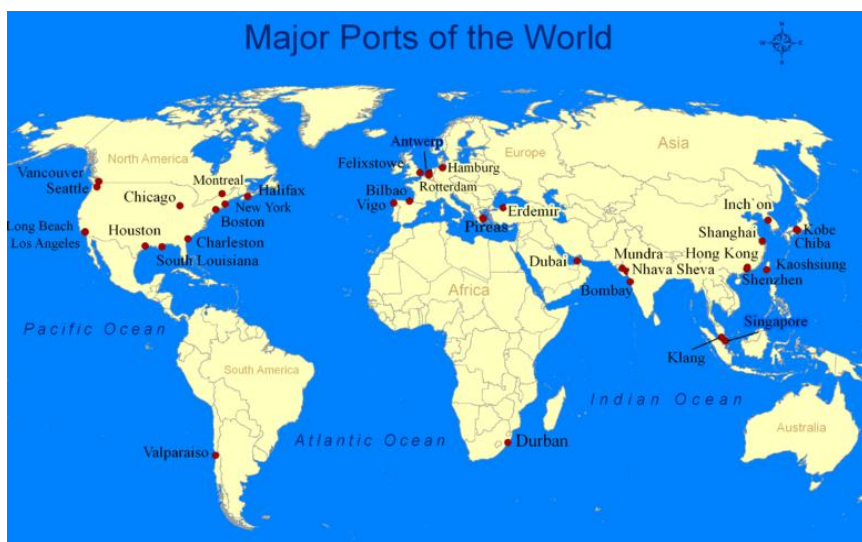 Major Ports of the World
N
W
E
S
North America
Europe
Asia
Antwerp
Felixstowe
Hamburg
Rotterdam
Vancouver
Seattle
Montreal
Halifax
Chicago
New York
Boston
Bilbao
Vigo
Erdemir
Pireas
Inch'on
Shanghai
Kobe
Chiba
Long Beach
Los Angeles
Houston
Charleston
South Louisiana
Dubai
Mundra
Nhava Sheva
Bombay
Hong Kong
Shenzhen
Kaoshsiung
Africa
Pacific Ocean
Singapore
Klang
South America
Indian Ocean
Atlantic Ocean
Australia
Valparaiso
Durban